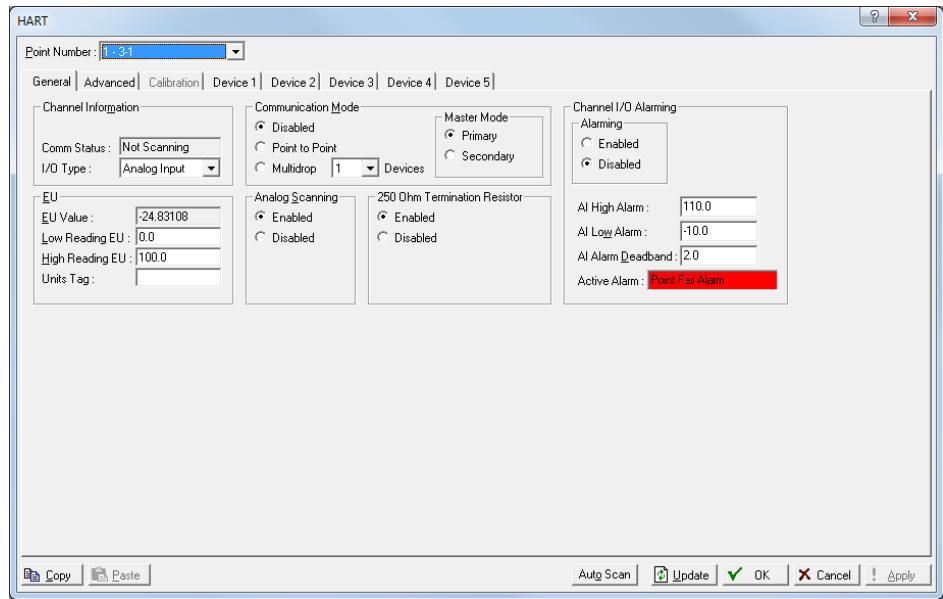 HART
Point Number : 1 - 3-1
General Advanced Calibration Device 1 Device 2 Device 3 Device 4 Device 5
Channel Information
Comm Status : Not Scanning
I/O Type : Analog Input
Communication Mode
Disabled
Point to Point
Multidrop 1 Devices
Master Mode
Primary
Secondary
Channel I/O Alarming
Alarming
Enabled
Disabled
AI High Alarm : 110.0
AI Low Alarm : -10.0
AI Alarm Deadband : 2.0
Active Alarm : Point Fail Alarm
EU
EU Value : -24.83108
Low Reading EU : 0.0
High Reading EU : 100.0
Units Tag :
Analog Scanning
Enabled
Disabled
250 Ohm Termination Resistor
Enabled
Disabled
Copy Paste Auto Scan Update OK Cancel Apply